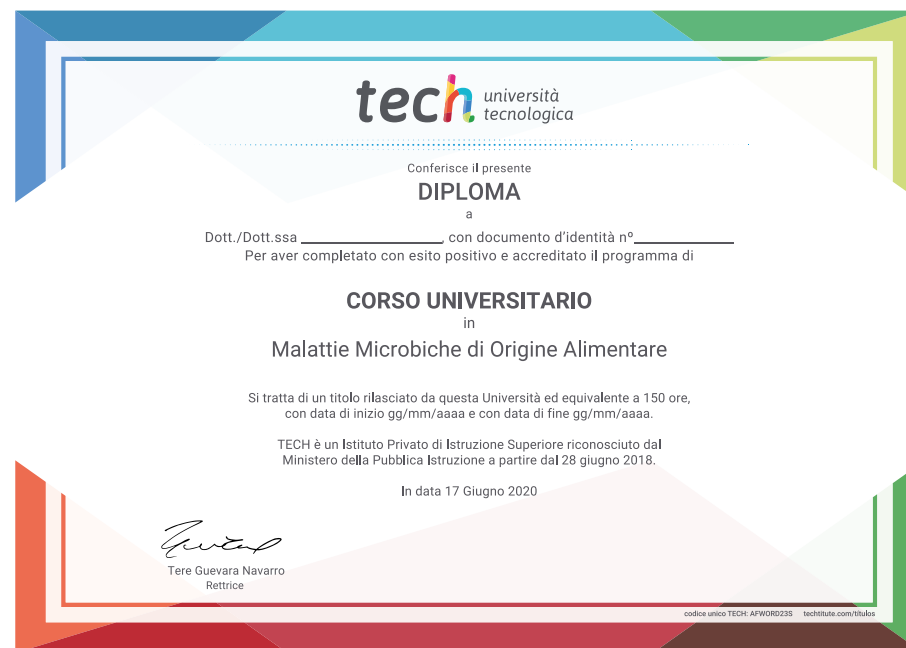 tech università
tecnologica
Conferisce il presente
DIPLOMA
a
Dott./Dott.ssa _________________, con documento d'identità nº____________
Per aver completato con esito positivo e accreditato il programma di
CORSO UNIVERSITARIO
in
Malattie Microbiche di Origine Alimentare
Si tratta di un titolo rilasciato da questa Università ed equivalente a 150 ore,
con data di inizio gg/mm/aaaa e con data di fine gg/mm/aaaa.
TECH è un Istituto Privato di Istruzione Superiore riconosciuto dal
Ministero della Pubblica Istruzione a partire dal 28 giugno 2018.
In data 17 Giugno 2020
Tere Guevara Navarro
Rettrice
codice unico TECH: AFWORD23S techtitute.com/títulos